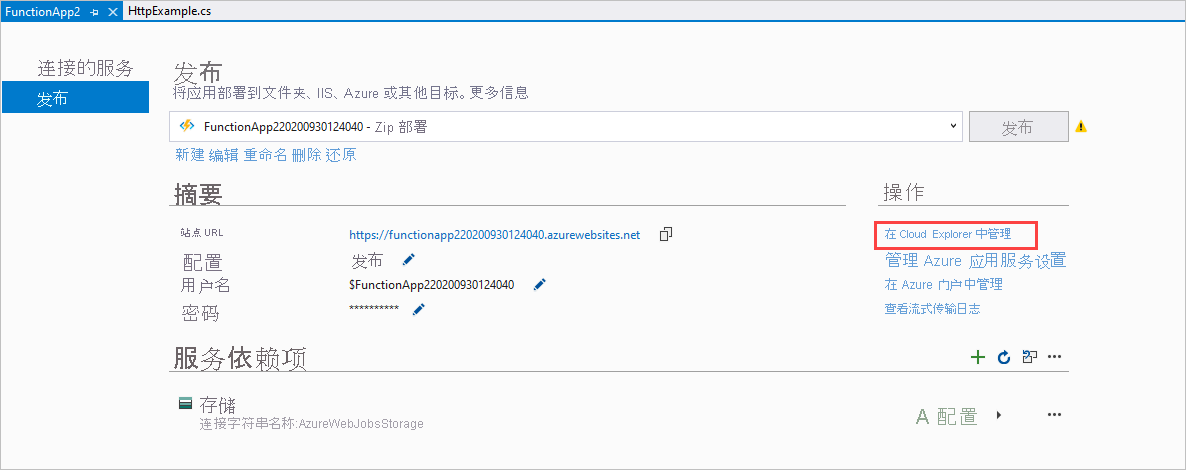 FunctionApp2 HttpExample.cs
连接的服务
发布
发布
将应用部署到文件夹、IIS、Azure 或其他目标。更多信息
FunctionApp220200930124040 - Zip 部署
发布
新建 编辑 重命名 删除 还原
摘要
站点 URL https://functionapp220200930124040.azurewebsites.net
配置 发布
用户名 $FunctionApp220200930124040
密码 **********
操作
在 Cloud Explorer 中管理
管理 Azure 应用服务设置
在 Azure 门户中管理
查看流式传输日志
服务依赖项
存储
连接字符串名称:AzureWebJobsStorage
A 配置